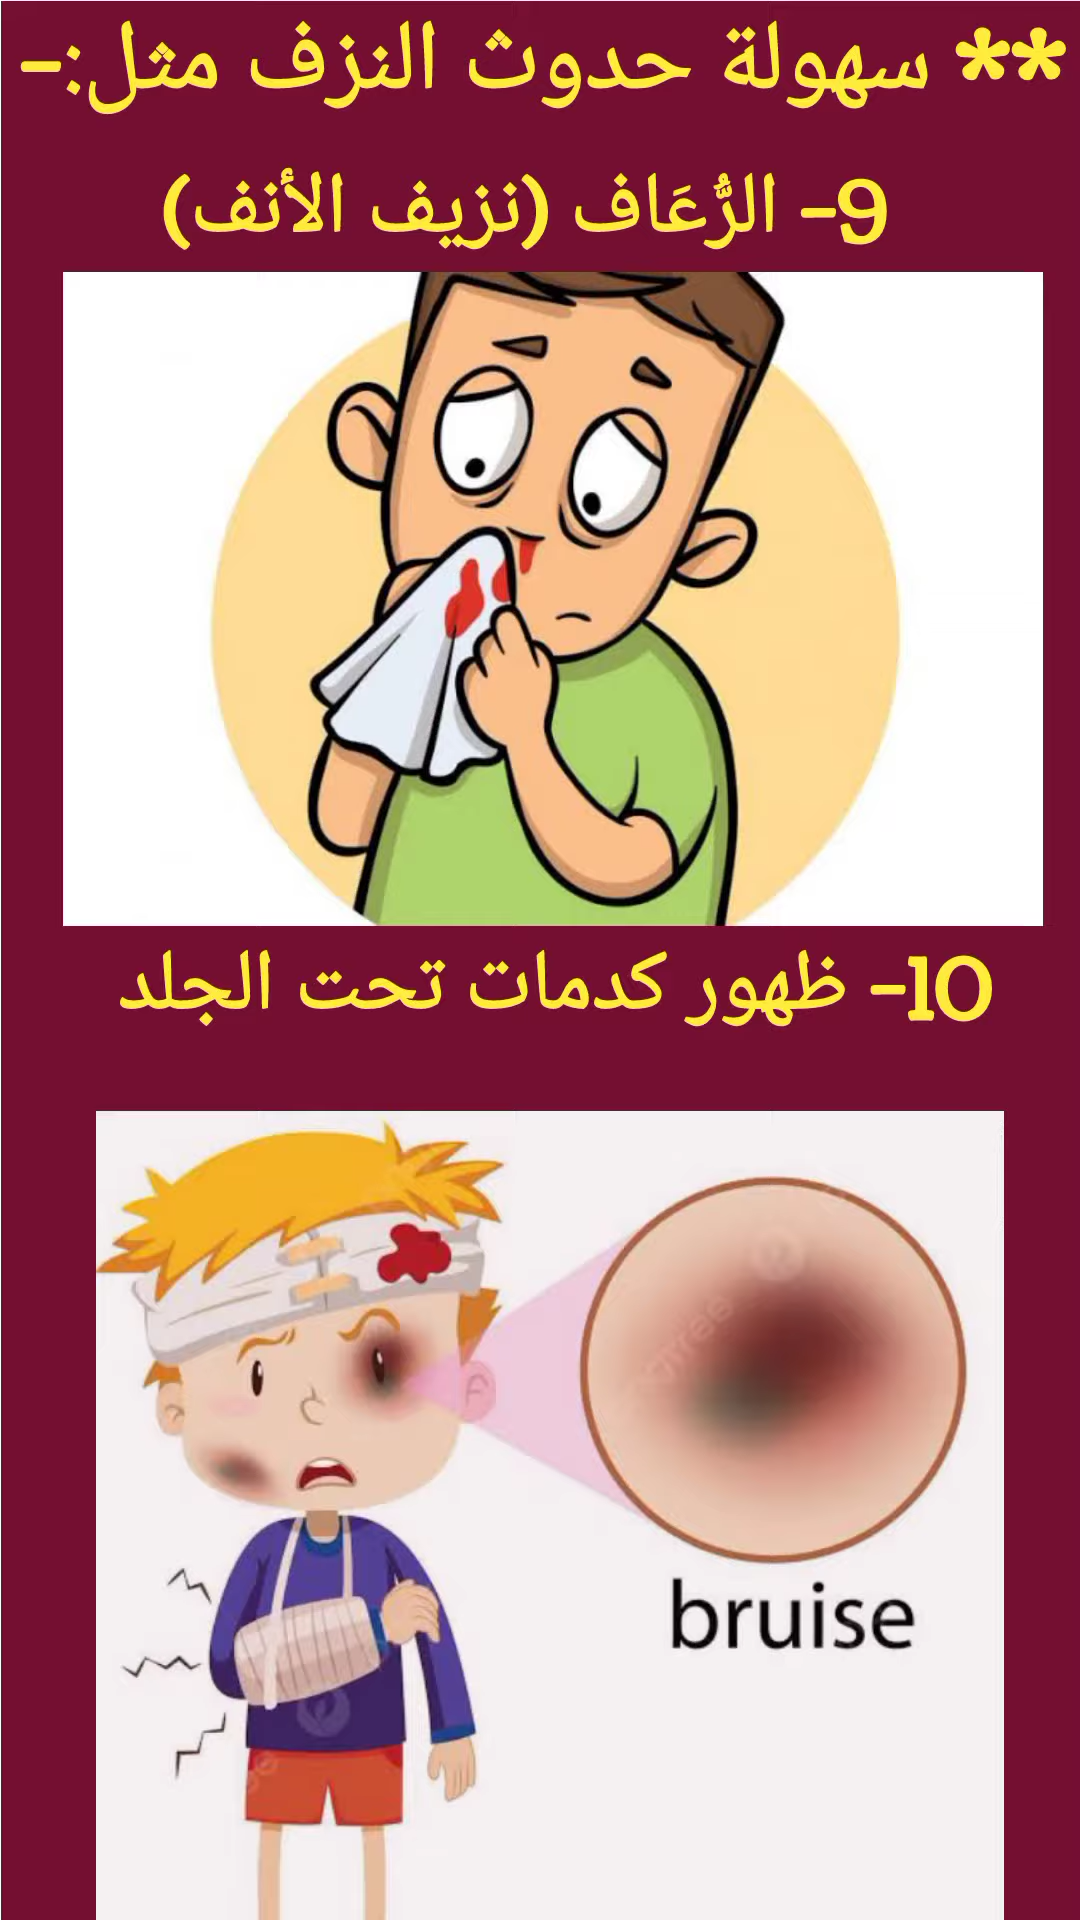 ** سهولة حدوث النزف مثل:-
9- الرُّعَاف (نزيف الأنف)
10- ظهور كدمات تحت الجلد
bruise